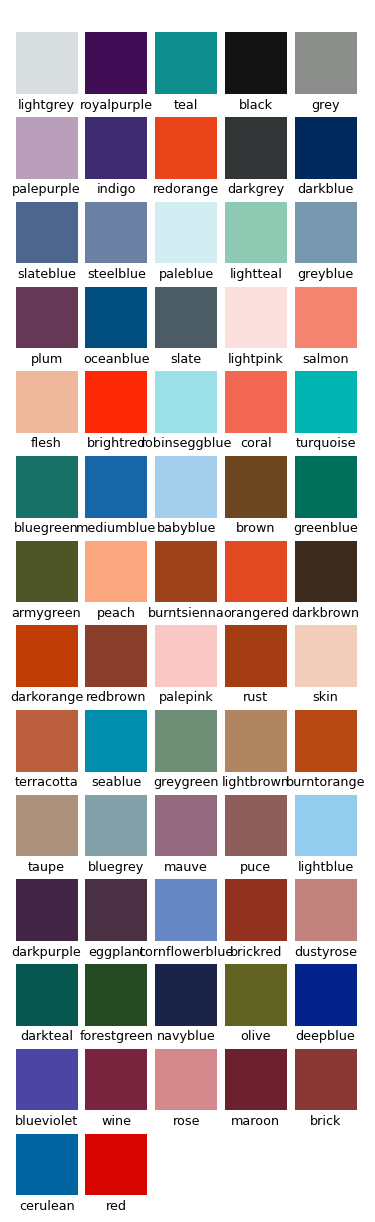 lightgrey royalpurple teal black grey
palepurple indigo redorange darkgrey darkblue
slateblue steelblue paleblue lightteal greyblue
plum oceanblue slate lightpink salmon
flesh brightred robinseggblue coral turquoise
bluegreen mediumblue babyblue brown greenblue
armygreen peach burntsienna orangered darkbrown
darkorange redbrown palepink rust skin
terracotta seablue greygreen lightbrown burntorange
taupe bluegrey mauve puce lightblue
darkpurple eggplant cornflowerblue brickred dustyrose
darkteal forestgreen navyblue olive deepblue
blueviolet wine rose maroon brick
cerulean red